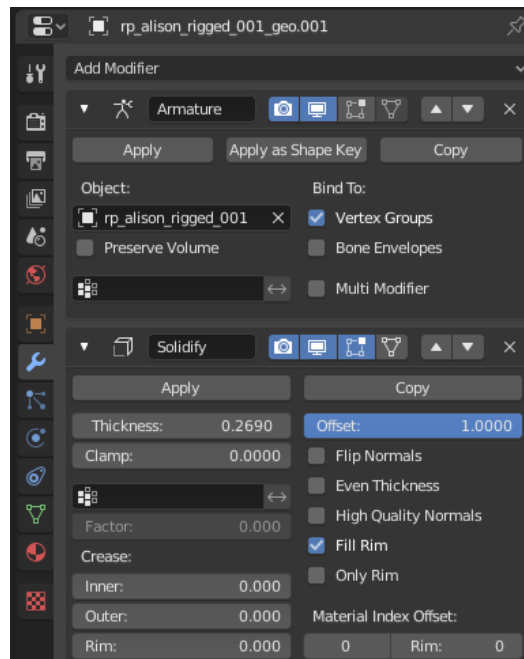 rp_alison_rigged_001_geo.001
Add Modifier
Armature
Apply Apply as Shape Key Copy
Object: Bind To:
rp_alison_rigged_001 Vertex Groups
Preserve Volume Bone Envelopes
Multi Modifier
Solidify
Apply Copy
Thickness: 0.2690 Offset: 1.0000
Clamp: 0.0000 Flip Normals
Even Thickness
High Quality Normals
Factor: 0.000
Fill Rim
Crease:
Only Rim
Inner: 0.000
Outer: 0.000 Material Index Offset:
Rim: 0.000 0 Rim: 0